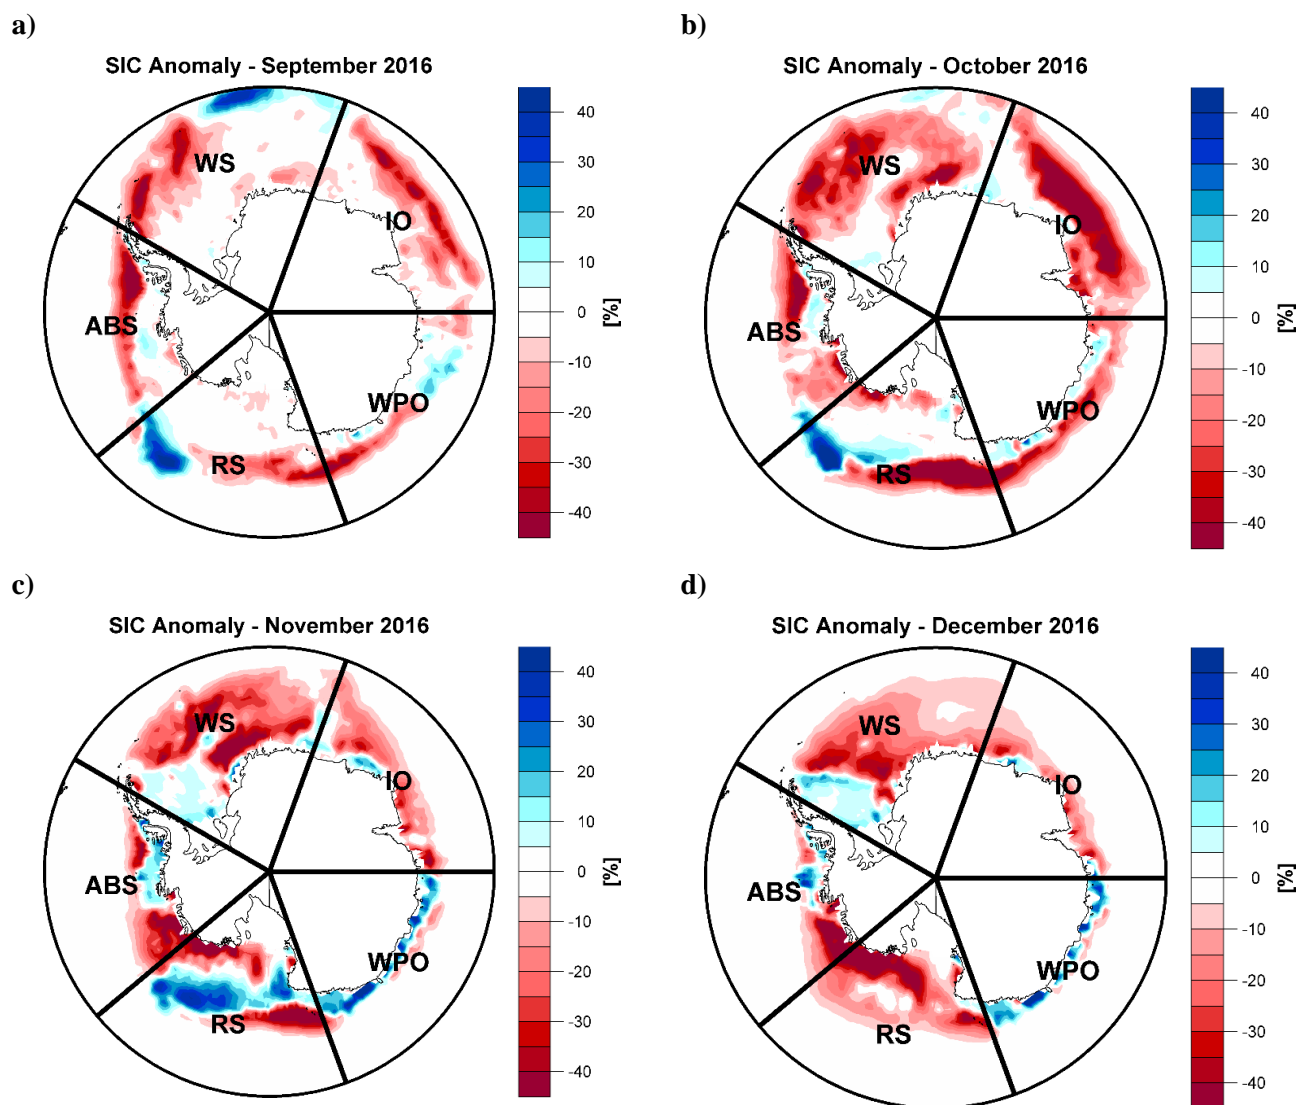 a)
SIC Anomaly - September 2016
WS
IO
ABS
WPO
RS
40
30
20
10
0
-10
-20
-30
-40
[%]
b)
SIC Anomaly - October 2016
WS
IO
ABS
WPO
RS
40
30
20
10
0
-10
-20
-30
-40
[%]
c)
SIC Anomaly - November 2016
WS
IO
ABS
WPO
RS
40
30
20
10
0
-10
-20
-30
-40
[%]
d)
SIC Anomaly - December 2016
WS
IO
ABS
WPO
RS
40
30
20
10
0
-10
-20
-30
-40
[%]